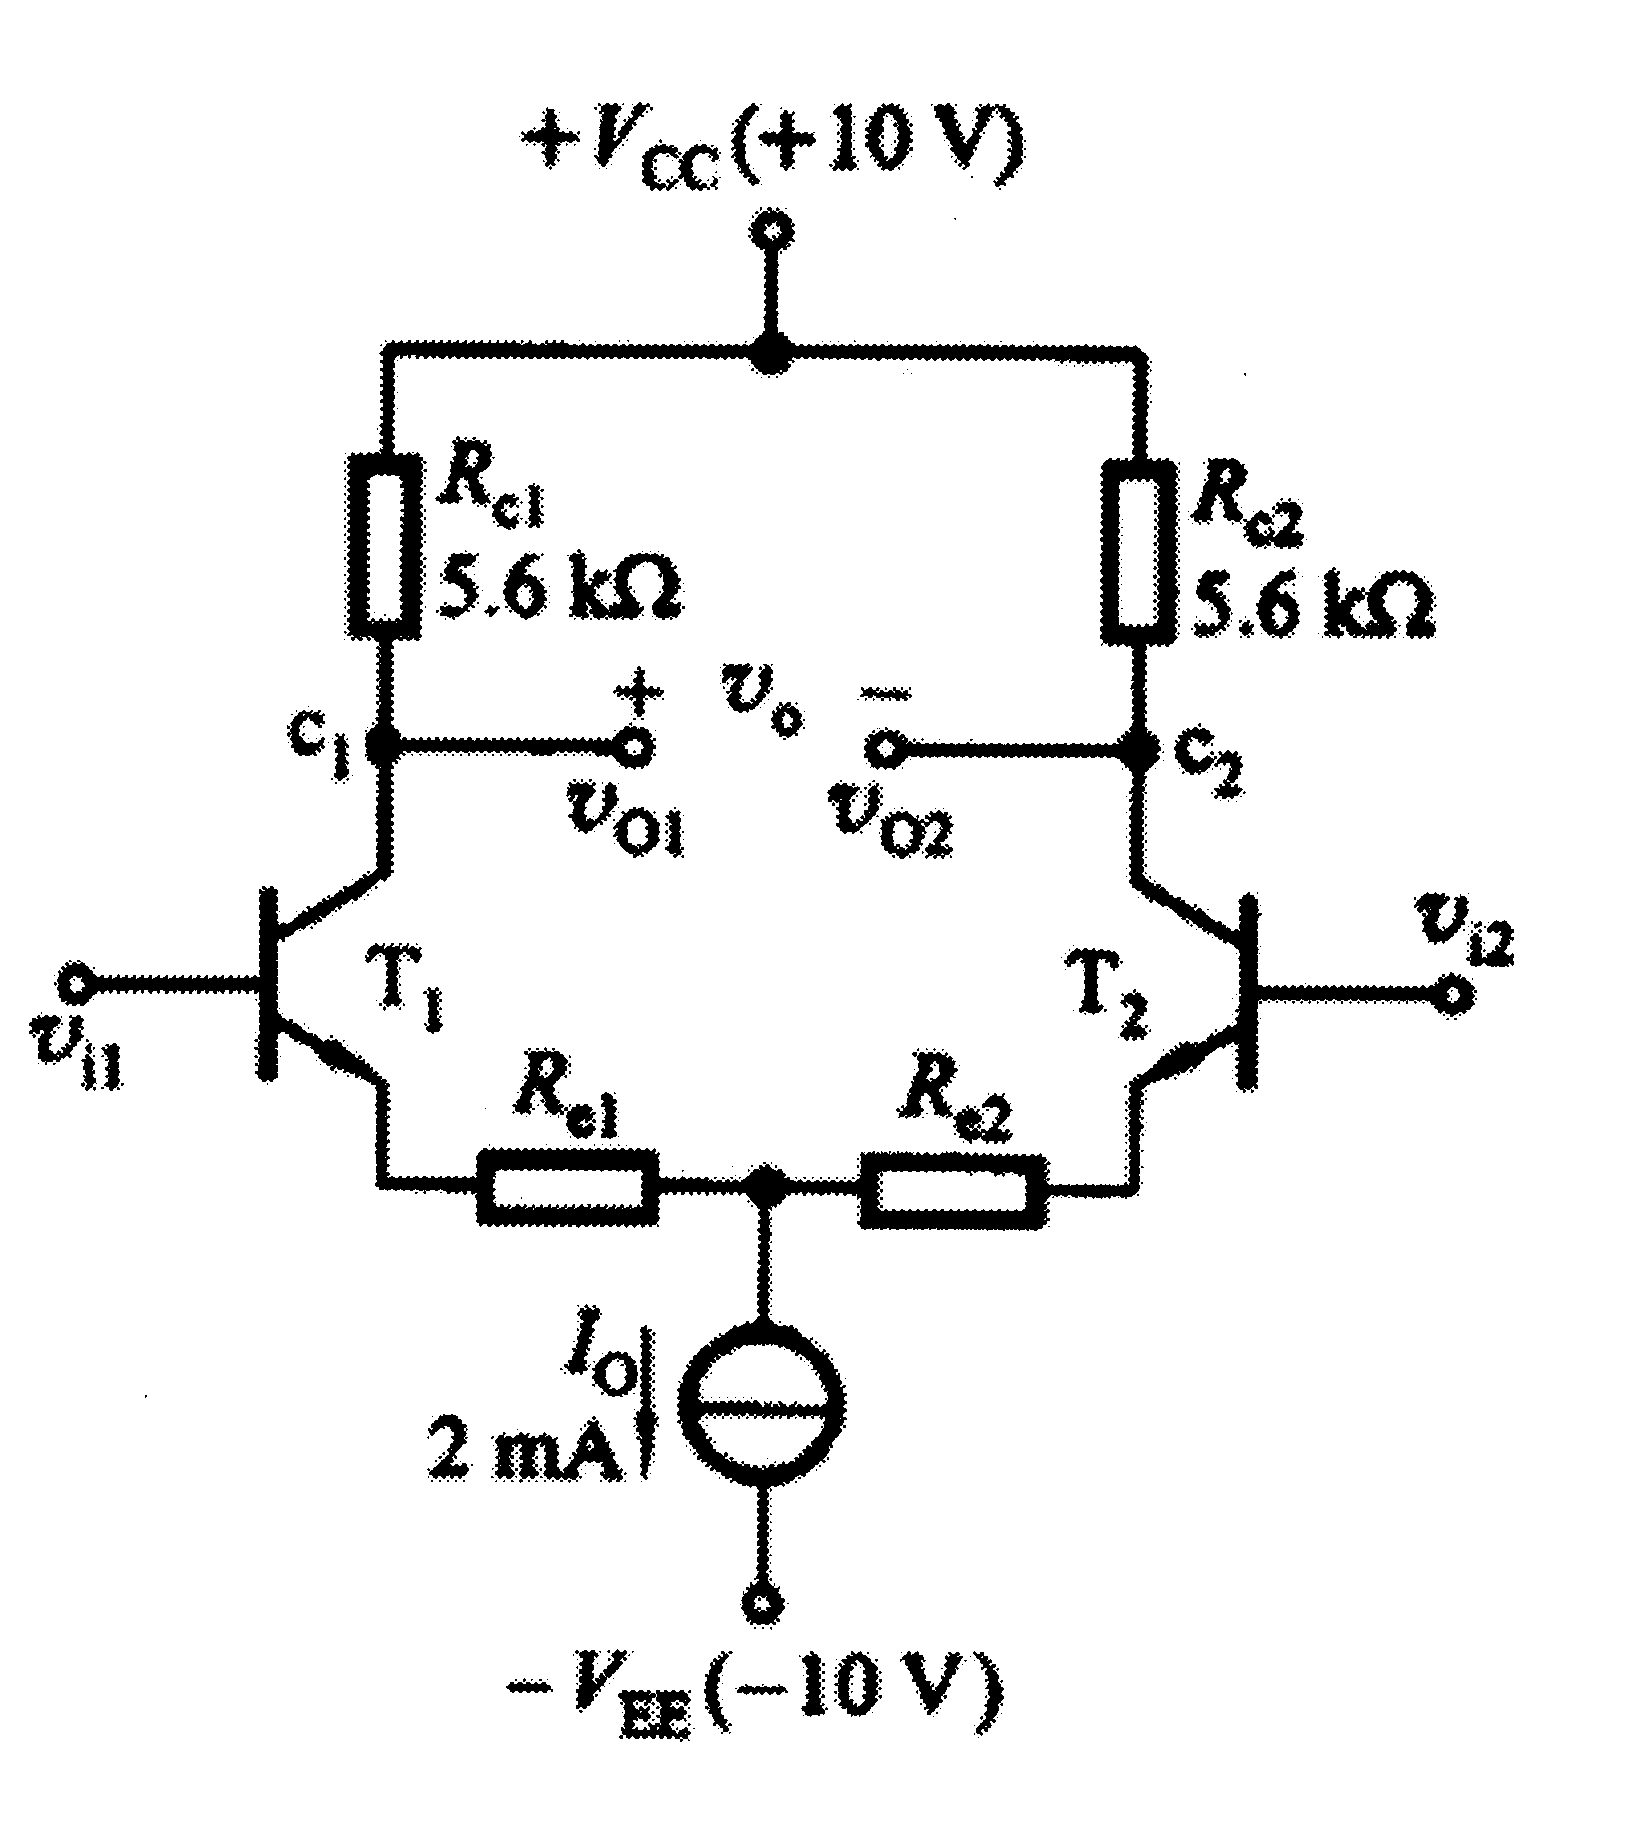 +V_CC(+10 V)
R_c1
5.6 kΩ
R_c2
5.6 kΩ
+ v_o −
c_1
c_2
v_O1
v_O2
v_i1
T_1
T_2
v_i2
R_e1
R_e2
I_O
2 mA
−V_EE(−10 V)